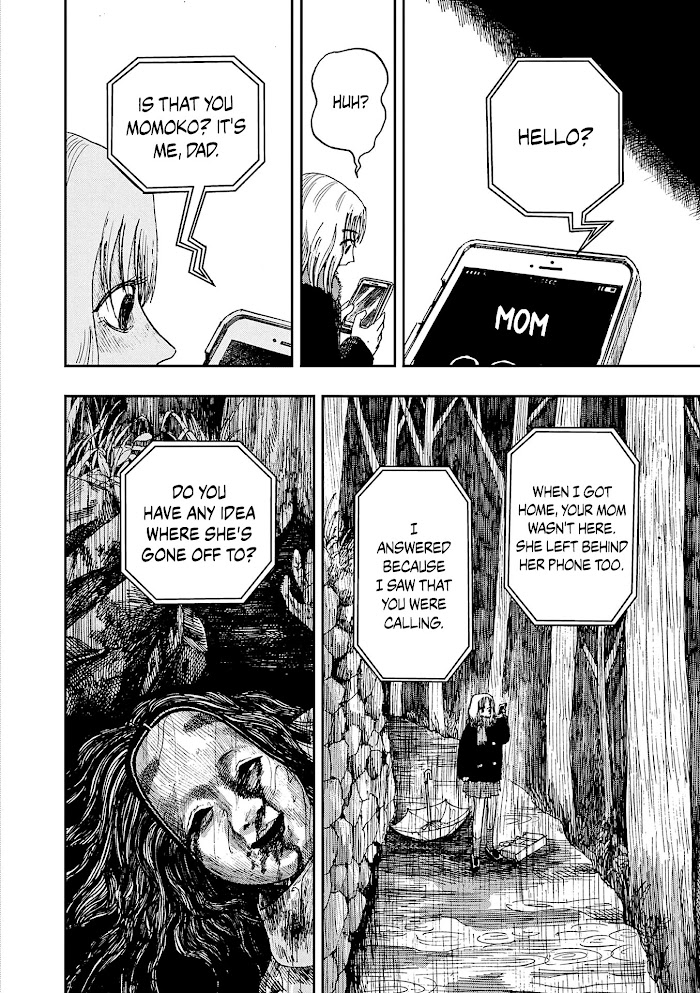 HELLO?
MOM
HUH?
IS THAT YOU
MOMOKO? IT'S
ME, DAD.
WHEN I GOT
HOME, YOUR MOM
WASN'T HERE.
SHE LEFT BEHIND
HER PHONE TOO.
I
ANSWERED
BECAUSE
I SAW THAT
YOU WERE
CALLING.
DO YOU
HAVE ANY IDEA
WHERE SHE'S
GONE OFF TO?